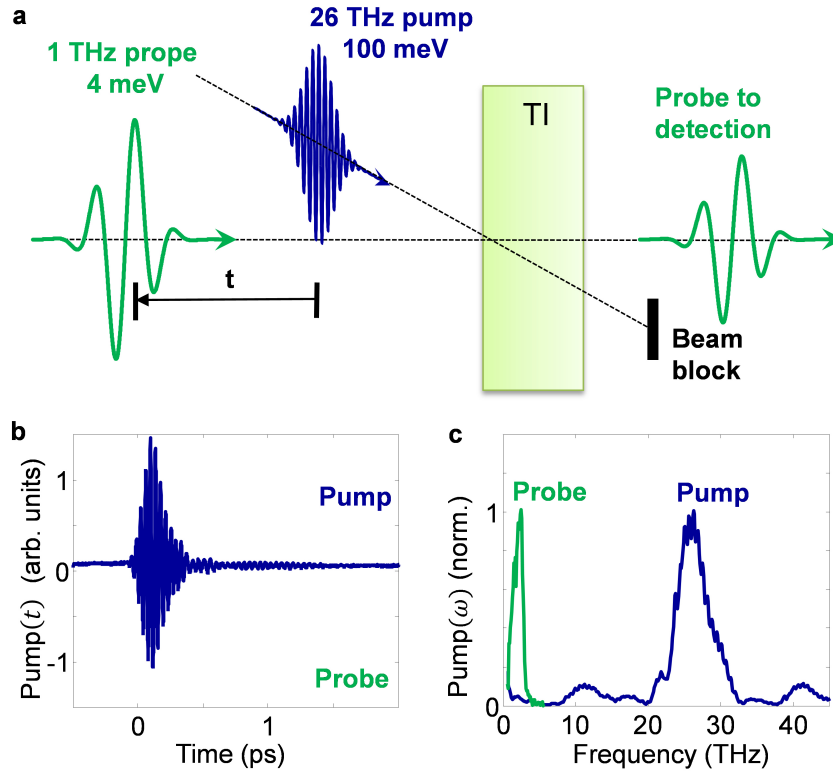 a
1 THz prope
4 meV
26 THz pump
100 meV
TI
Probe to
detection
t
Beam
block
b
Pump(t) (arb. units)
1
0
-1
Pump
Probe
0 1
Time (ps)
c
Pump(ω) (norm.)
1
0
Probe
Pump
0 10 20 30 40
Frequency (THz)